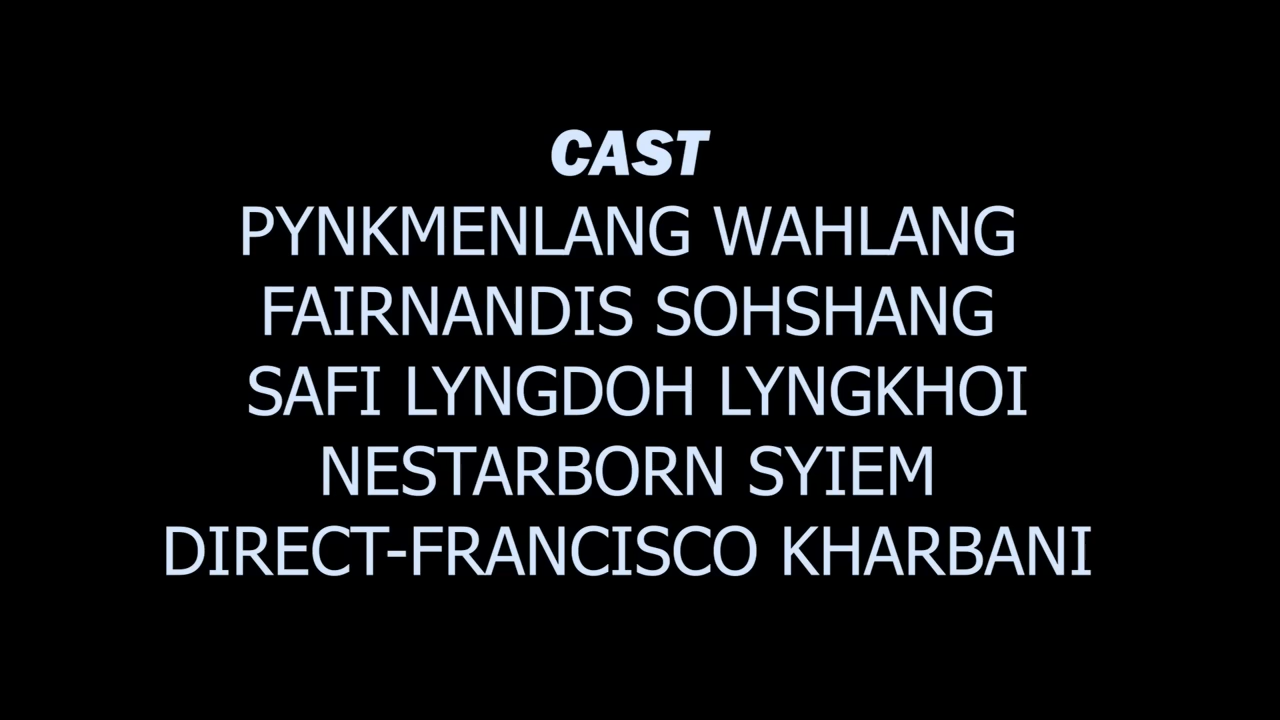 CAST
PYNKMENLANG WAHLANG
FAIRNANDIS SOHSHANG
SAFI LYNGDOH LYNGKHOI
NESTARBORN SYIEM
DIRECT-FRANCISCO KHARBANI